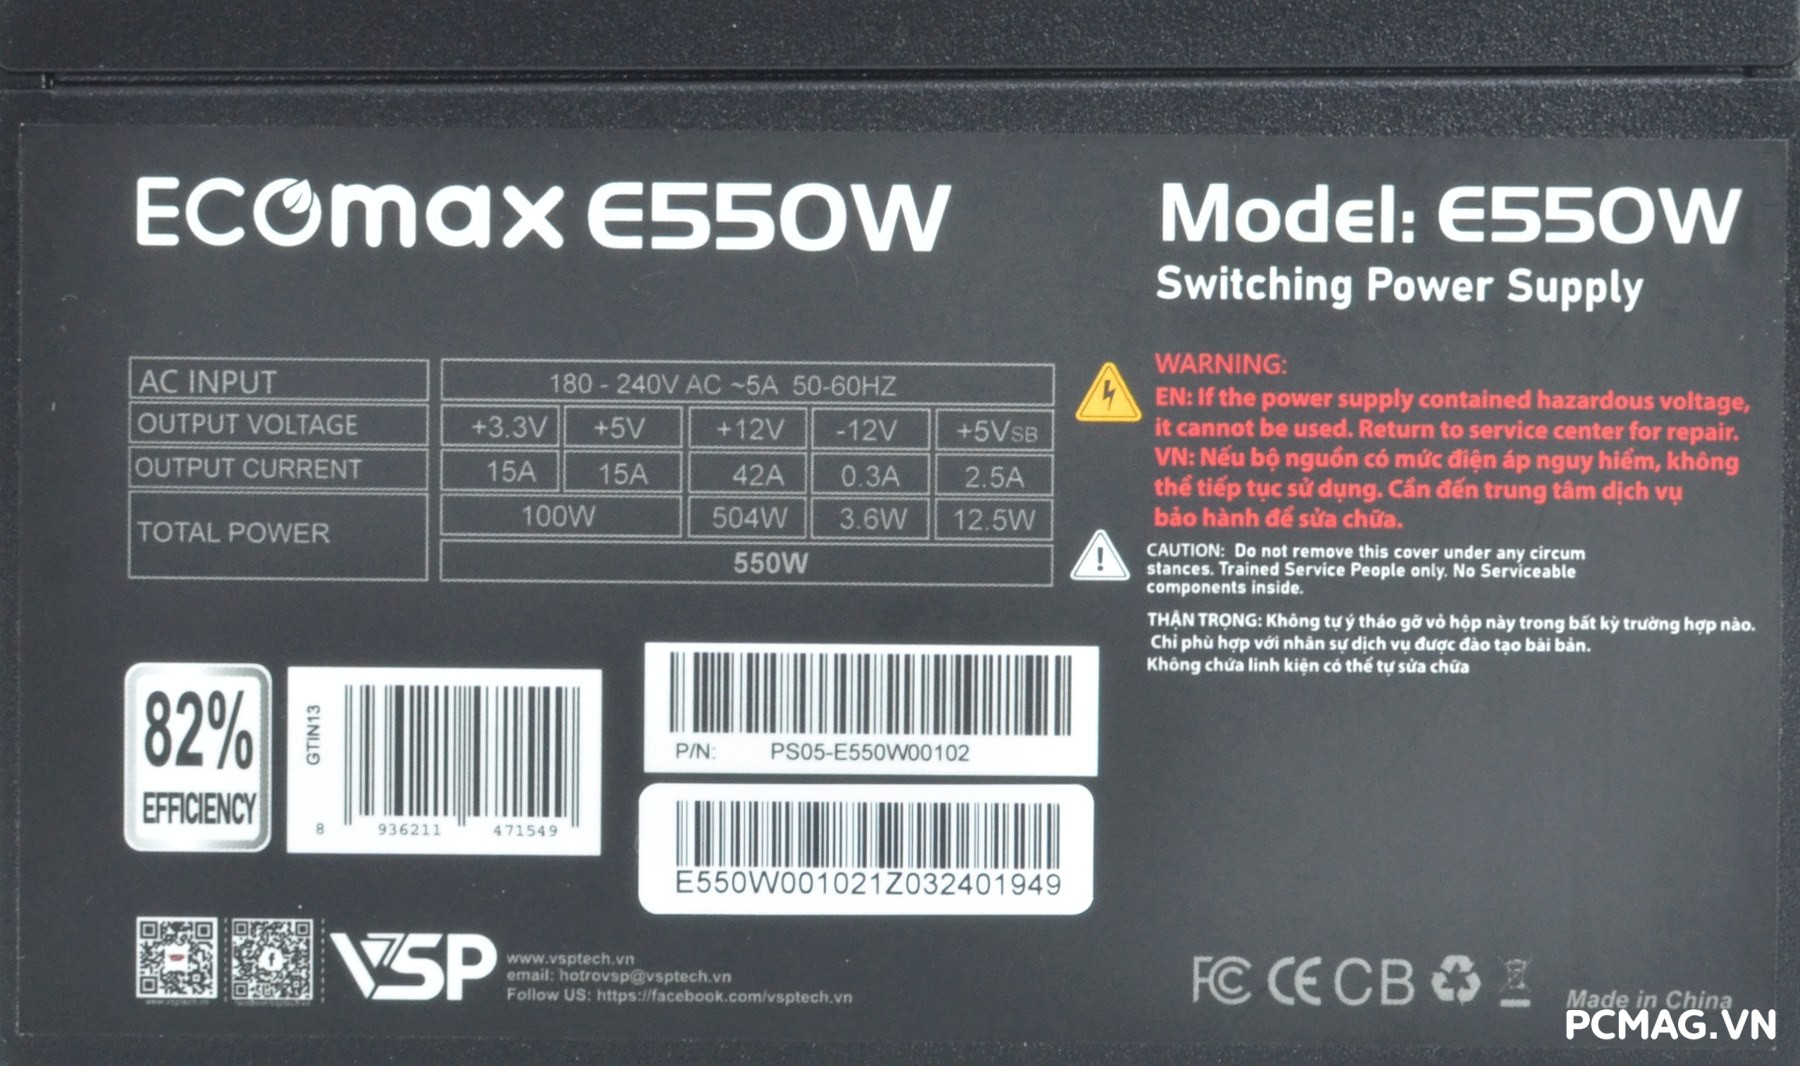 ECOmax E550W
Model: E550W
Switching Power Supply
AC INPUT 180 - 240V AC ~5A 50-60HZ
OUTPUT VOLTAGE +3.3V +5V +12V -12V +5VSB
OUTPUT CURRENT 15A 15A 42A 0.3A 2.5A
TOTAL POWER 100W 504W 3.6W 12.5W
550W
WARNING:
EN: If the power supply contained hazardous voltage,
it cannot be used. Return to service center for repair.
VN: Nếu bộ nguồn có mức điện áp nguy hiểm, không
thể tiếp tục sử dụng. Cần đến trung tâm dịch vụ
bảo hành để sửa chữa.
CAUTION: Do not remove this cover under any circum
stances. Trained Service People only. No Serviceable
components inside.
THẬN TRỌNG: Không tự ý tháo gỡ vỏ hộp này trong bất kỳ trường hợp nào.
Chỉ phù hợp với nhân sự dịch vụ được đào tạo bài bản.
Không chứa linh kiện có thể tự sửa chữa
82%
EFFICIENCY
GTIN13
8 936211 471549
P/N: PS05-E550W00102
E550W001021Z032401949
VSP
www.vsptech.vn
email: hotrovsp@vsptech.vn
Follow US: https://facebook.com/vsptech.vn
FC CE CB
Made in China
PCMAG.VN